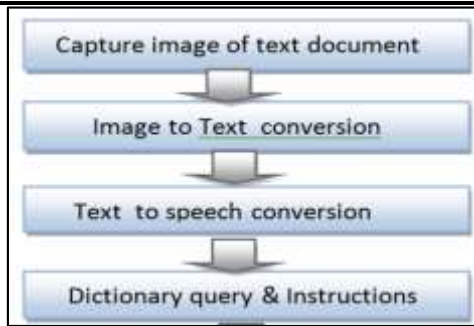 Capture image of text document
Image to Text conversion
Text to speech conversion
Dictionary query & Instructions